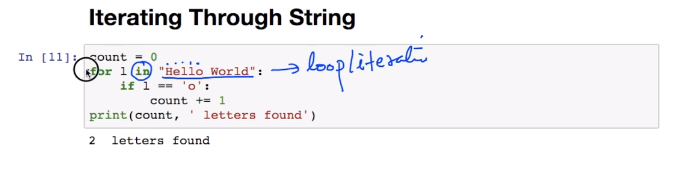 Iterating Through String
In [11]: count = 0
for l in "Hello World": → loop/iterati
if l == 'o':
count += 1
print(count, ' letters found')
2  letters found